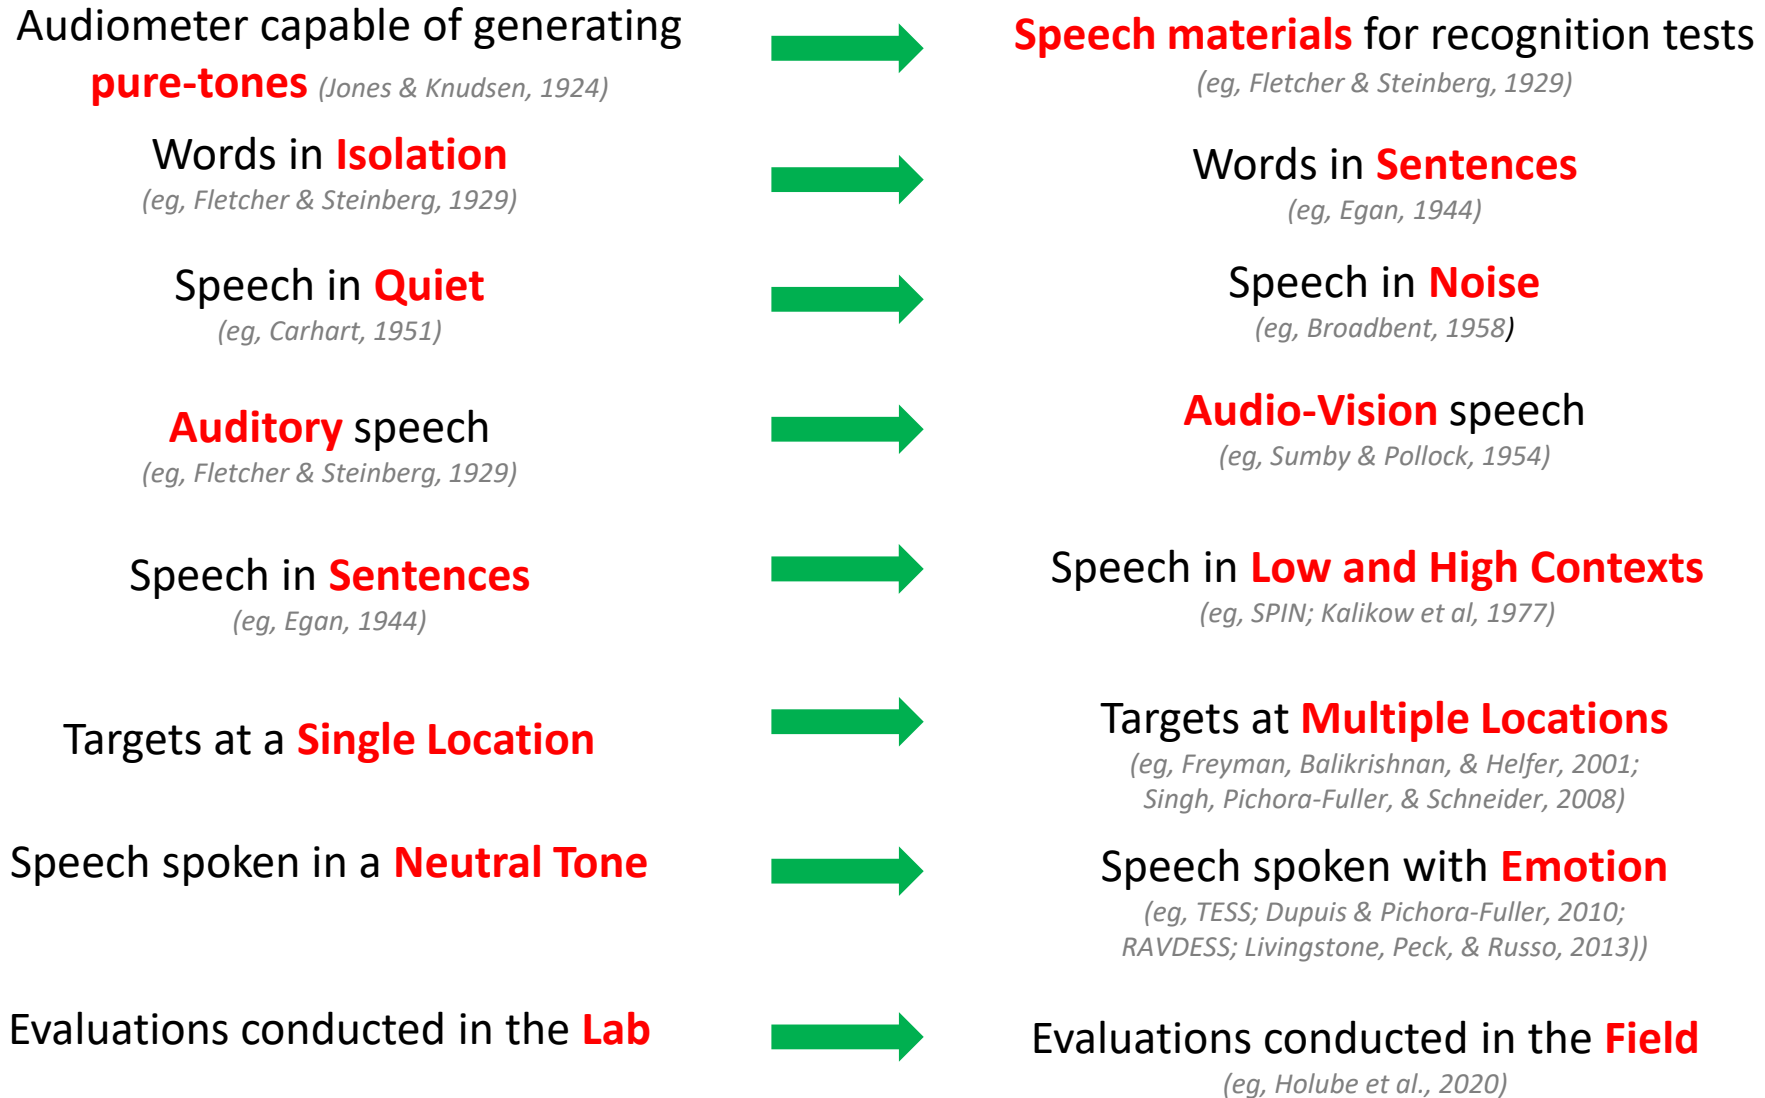 Audiometer capable of generating
pure-tones (Jones & Knudsen, 1924)
Speech materials for recognition tests
(eg, Fletcher & Steinberg, 1929)
Words in Isolation
(eg, Fletcher & Steinberg, 1929)
Words in Sentences
(eg, Egan, 1944)
Speech in Quiet
(eg, Carhart, 1951)
Speech in Noise
(eg, Broadbent, 1958)
Auditory speech
(eg, Fletcher & Steinberg, 1929)
Audio-Vision speech
(eg, Sumby & Pollock, 1954)
Speech in Sentences
(eg, Egan, 1944)
Speech in Low and High Contexts
(eg, SPIN; Kalikow et al, 1977)
Targets at a Single Location
Targets at Multiple Locations
(eg, Freyman, Balikrishnan, & Helfer, 2001;
Singh, Pichora-Fuller, & Schneider, 2008)
Speech spoken in a Neutral Tone
Speech spoken with Emotion
(eg, TESS; Dupuis & Pichora-Fuller, 2010;
RAVDESS; Livingstone, Peck, & Russo, 2013))
Evaluations conducted in the Lab
Evaluations conducted in the Field
(eg, Holube et al., 2020)